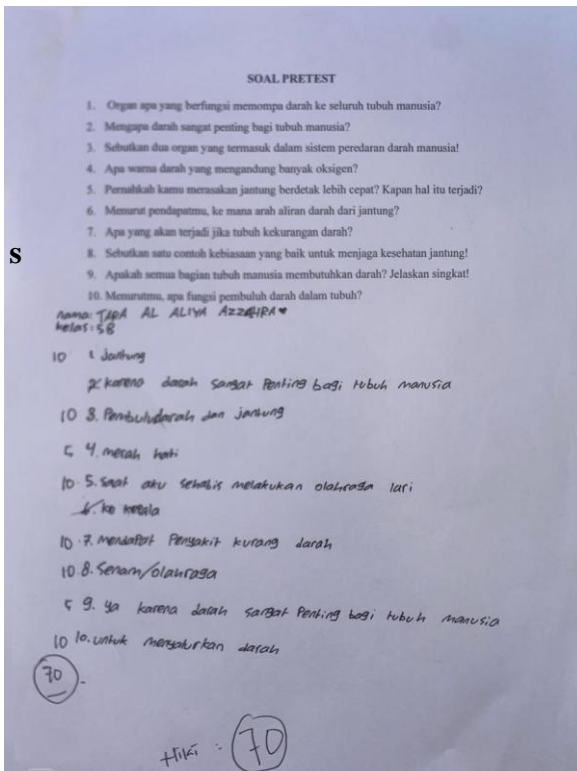 SOAL PRETEST
1. Organ apa yang berfungsi memompa darah ke seluruh tubuh manusia?
2. Mengapa darah sangat penting bagi tubuh manusia?
3. Sebutkan dua organ yang termasuk dalam sistem peredaran darah manusia!
4. Apa warna darah yang mengandung banyak oksigen?
5. Pernahkah kamu merasakan jantung berdetak lebih cepat? Kapan hal itu terjadi?
6. Menurut pendapatmu, ke mana arah aliran darah dari jantung?
7. Apa yang akan terjadi jika tubuh kekurangan darah?
s
8. Sebutkan satu contoh kebiasaan yang baik untuk menjaga kesehatan jantung!
9. Apakah semua bagian tubuh manusia membutuhkan darah? Jelaskan singkat!
10. Menurutmu, apa fungsi pembuluh darah dalam tubuh?
nama: TARA AL ALIYA AZZAHRA♥
kelas: 5B
10 1. Jantung
2. karena darah sangat Penting bagi tubuh manusia
10 3. Pembuludarah dan jantung
5 4. merah hati
10 5. saat aku sehabis melakukan olahraga lari
6. ke kepala
10 7. mendapat Penyakit kurang darah
10 8. Senam/olahraga
5 9. ya karena darah sangat Penting bagi tubuh manusia
10 10. untuk menyalurkan darah
70
: 70